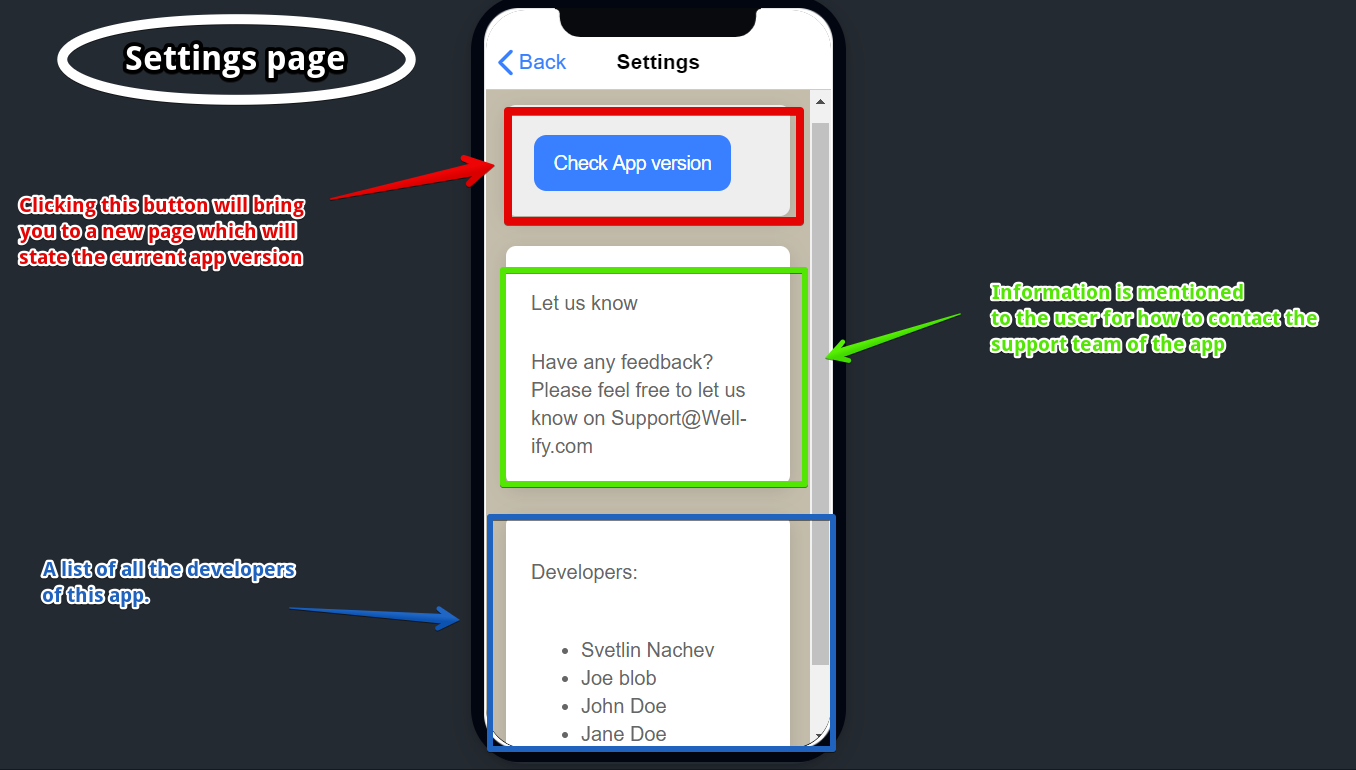 Settings page
Back
Settings
Check App version
Clicking this button will bring
you to a new page which will
state the current app version
Let us know
Have any feedback?
Please feel free to let us
know on Support@Well-
ify.com
Information is mentioned
to the user for how to contact the
support team of the app
A list of all the developers
of this app.
Developers:
• Svetlin Nachev
• Joe blob
• John Doe
• Jane Doe